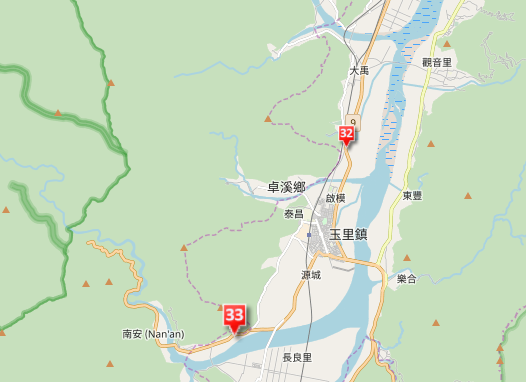 大禹
觀音里
9
32
卓溪鄉
啟模
東豐
泰昌
玉里鎮
源城
樂合
33
南安 (Nan'an)
長良里